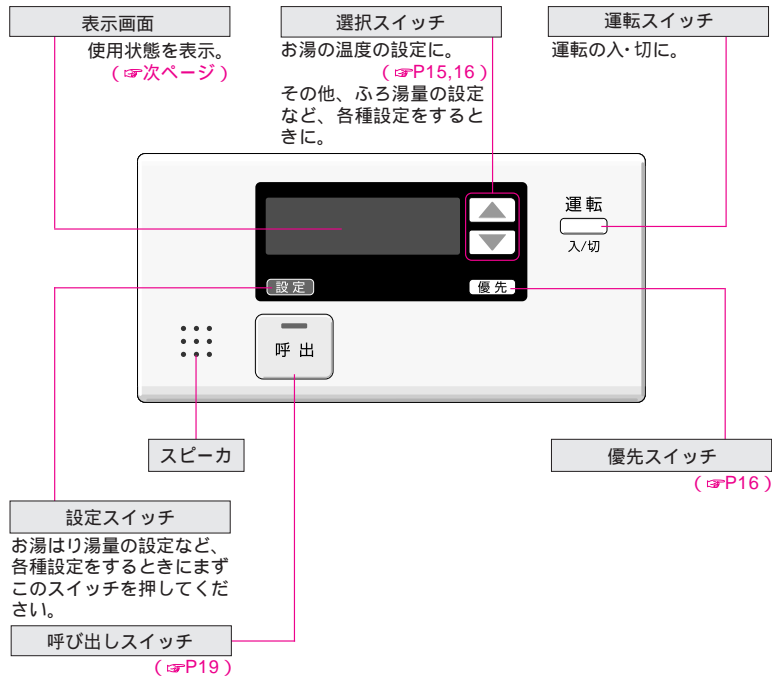 表示画面
使用状態を表示。
(☞次ページ)
選択スイッチ
お湯の温度の設定に。
(☞P15,16)
その他、ふろ湯量の設定
など、各種設定をすると
きに。
運転スイッチ
運転の入・切に。
運転
入/切
設定
優先
呼出
スピーカ
優先スイッチ
(☞P16)
設定スイッチ
お湯はり湯量の設定など、
各種設定をするときにまず
このスイッチを押してくだ
さい。
呼び出しスイッチ
(☞P19)